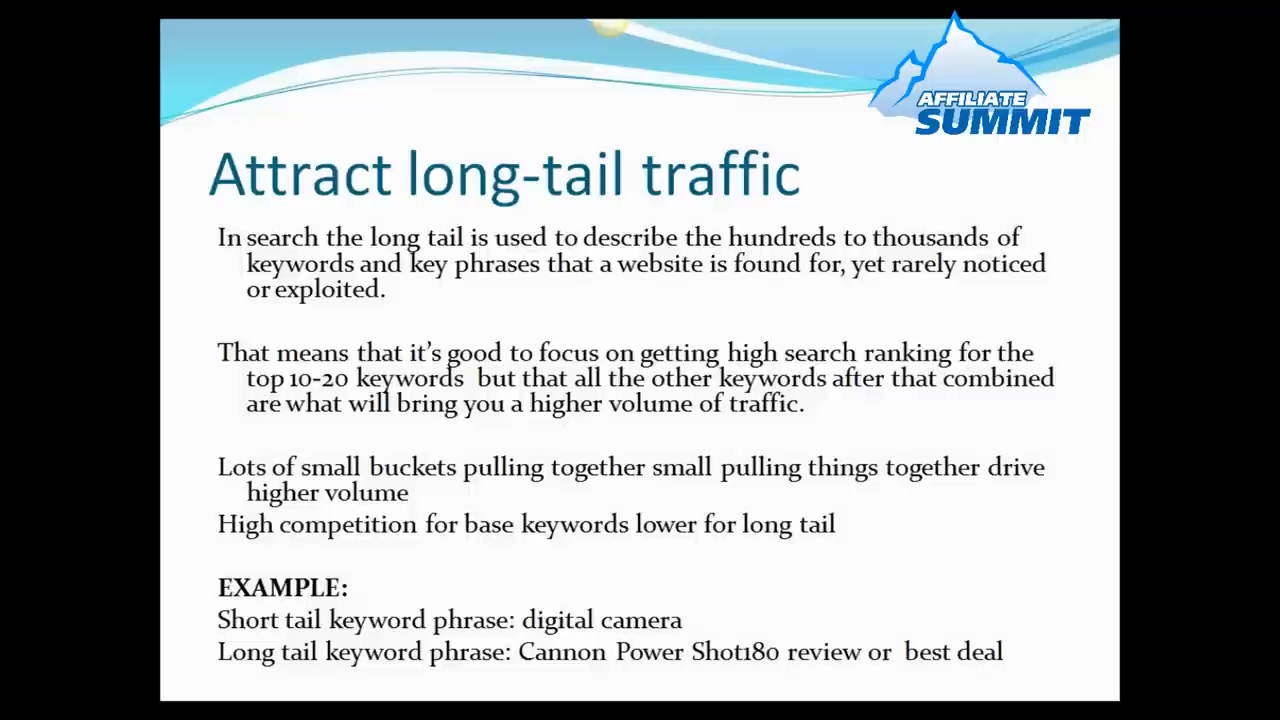 AFFILIATE
SUMMIT
Attract long-tail traffic
In search the long tail is used to describe the hundreds to thousands of
keywords and key phrases that a website is found for, yet rarely noticed
or exploited.
That means that it’s good to focus on getting high search ranking for the
top 10-20 keywords but that all the other keywords after that combined
are what will bring you a higher volume of traffic.
Lots of small buckets pulling together small pulling things together drive
higher volume
High competition for base keywords lower for long tail
EXAMPLE:
Short tail keyword phrase: digital camera
Long tail keyword phrase: Cannon Power Shot180 review or best deal